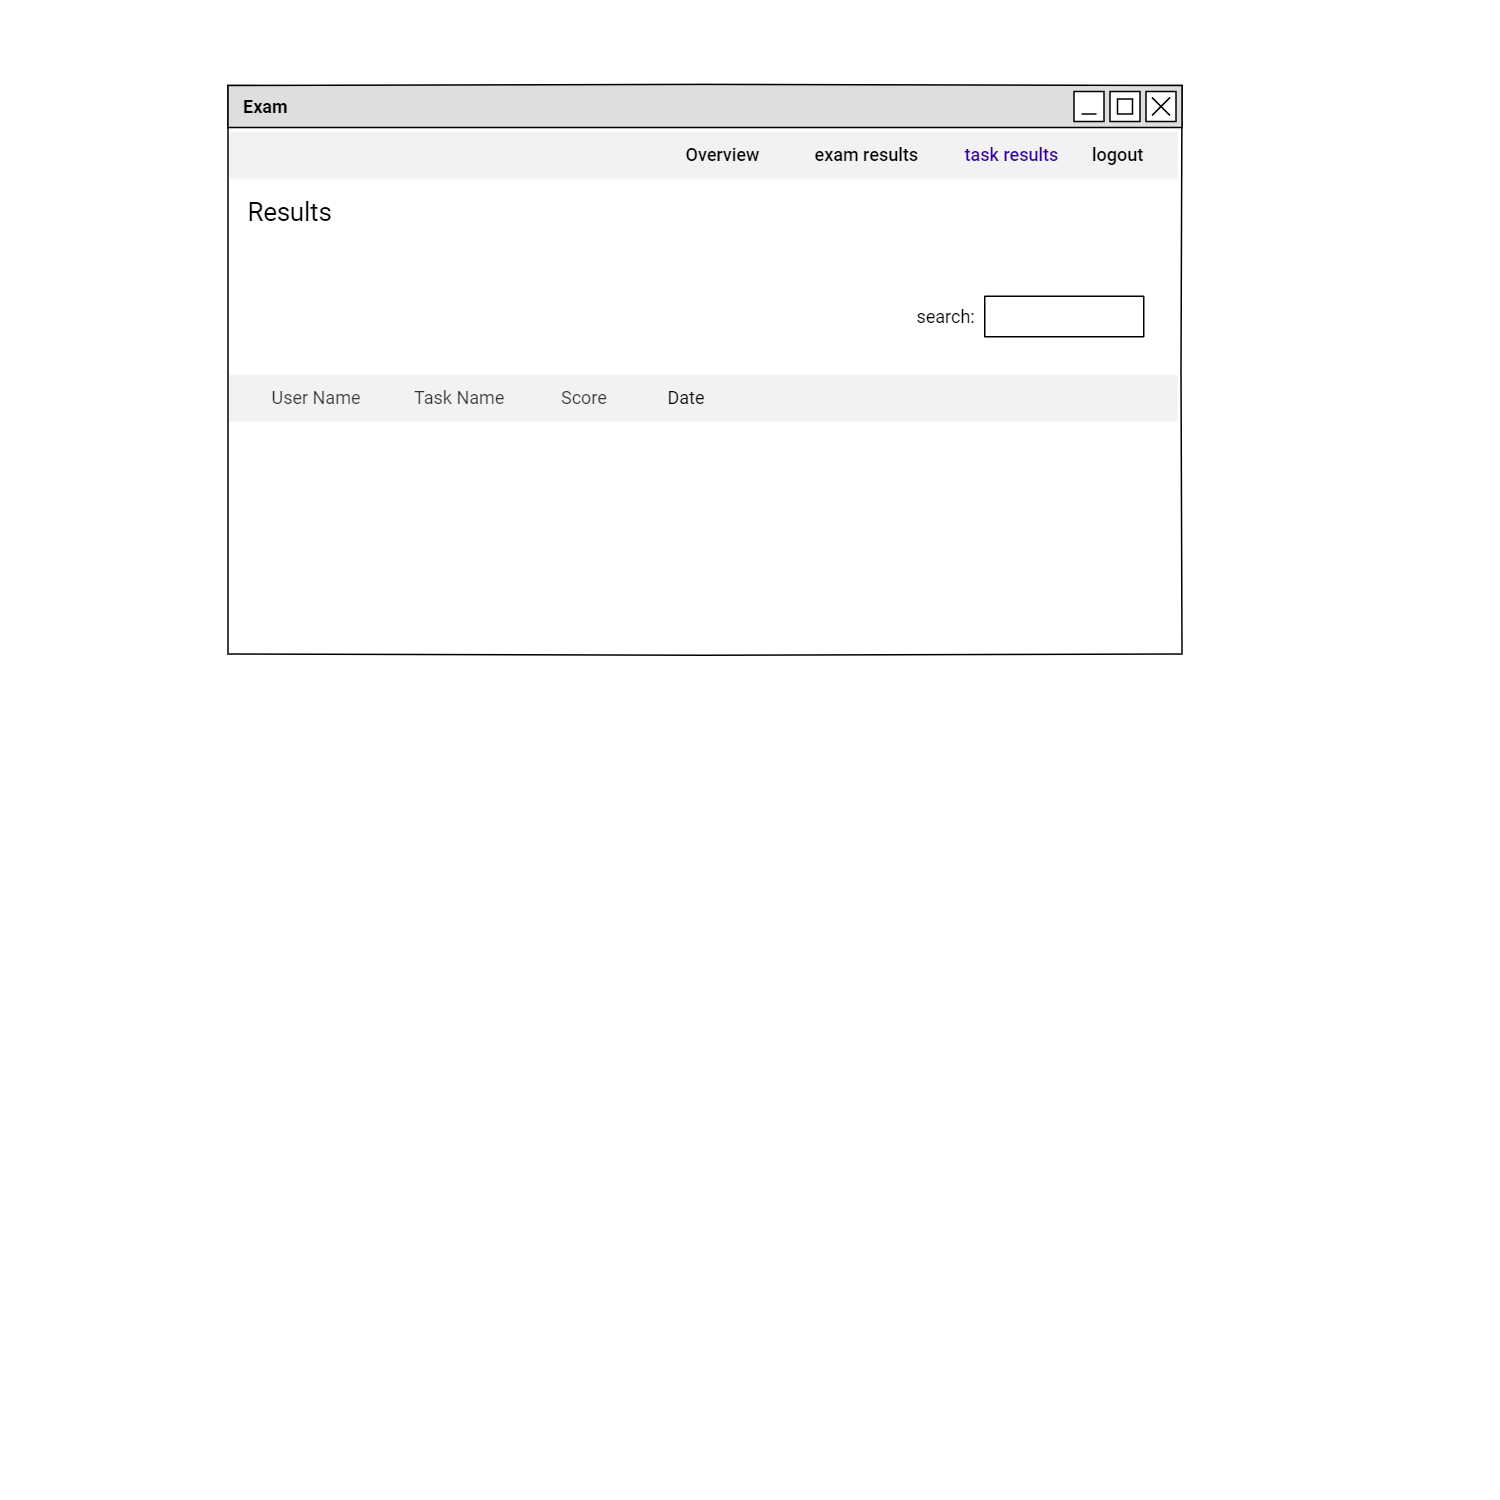 Exam
Overview exam results task results logout
Results
search:
User Name Task Name Score Date